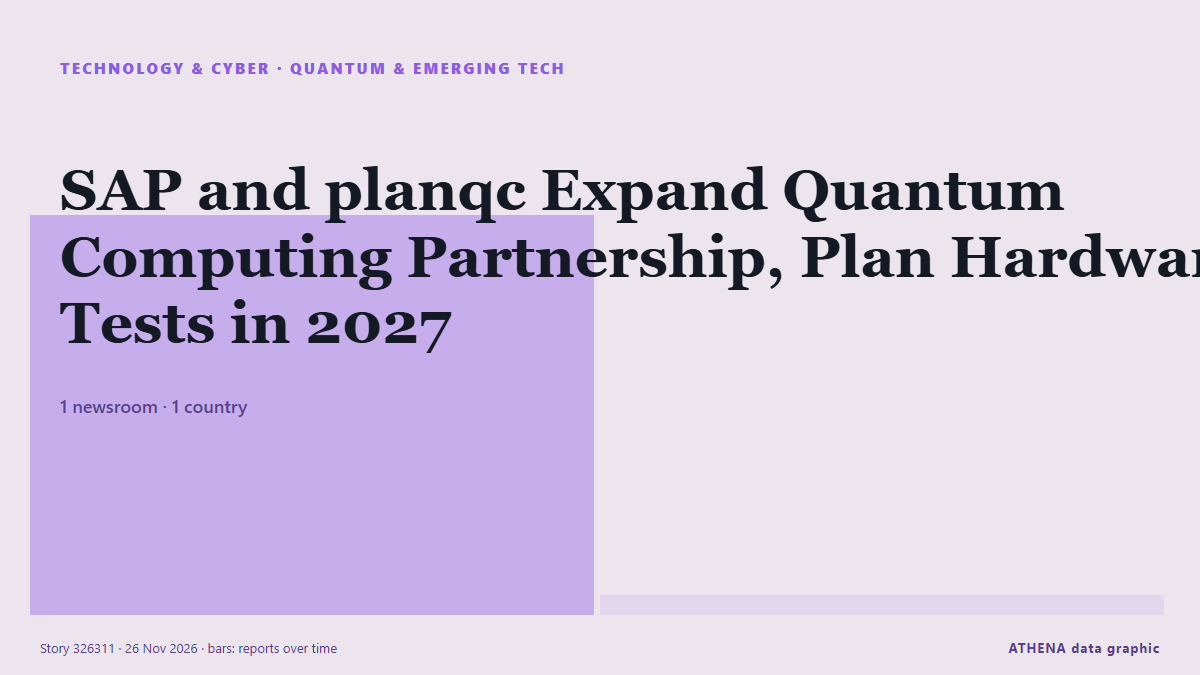 TECHNOLOGY & CYBER · QUANTUM & EMERGING TECH
SAP and planqc Expand Quantum
Computing Partnership, Plan Hardwar
Tests in 2027
1 newsroom · 1 country
Story 326311 · 26 Nov 2026 · bars: reports over time
ATHENA data graphic